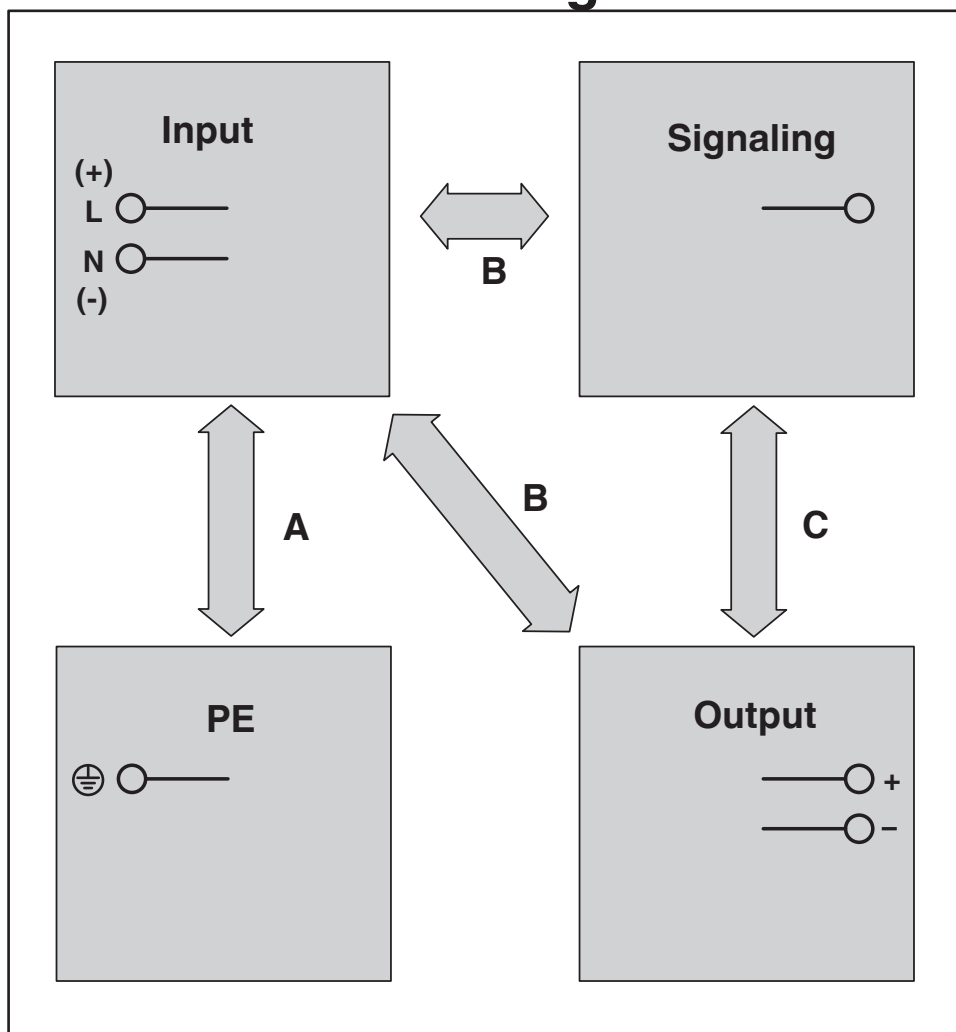 Input
(+)
L
N
(-)
Signaling
B
A
B
C
PE
Output
+
–